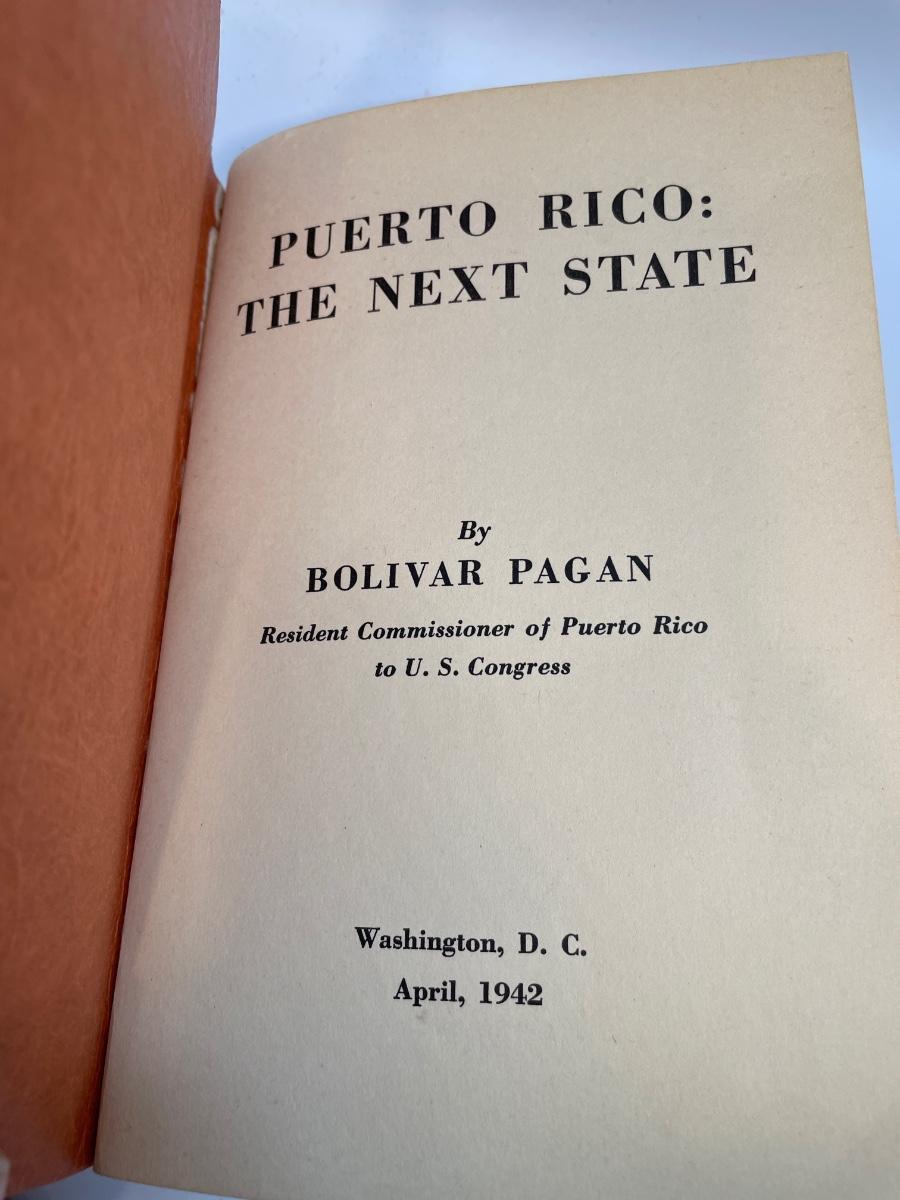 PUERTO RICO:
THE NEXT STATE
By
BOLIVAR PAGAN
Resident Commissioner of Puerto Rico
to U. S. Congress
Washington, D. C.
April, 1942